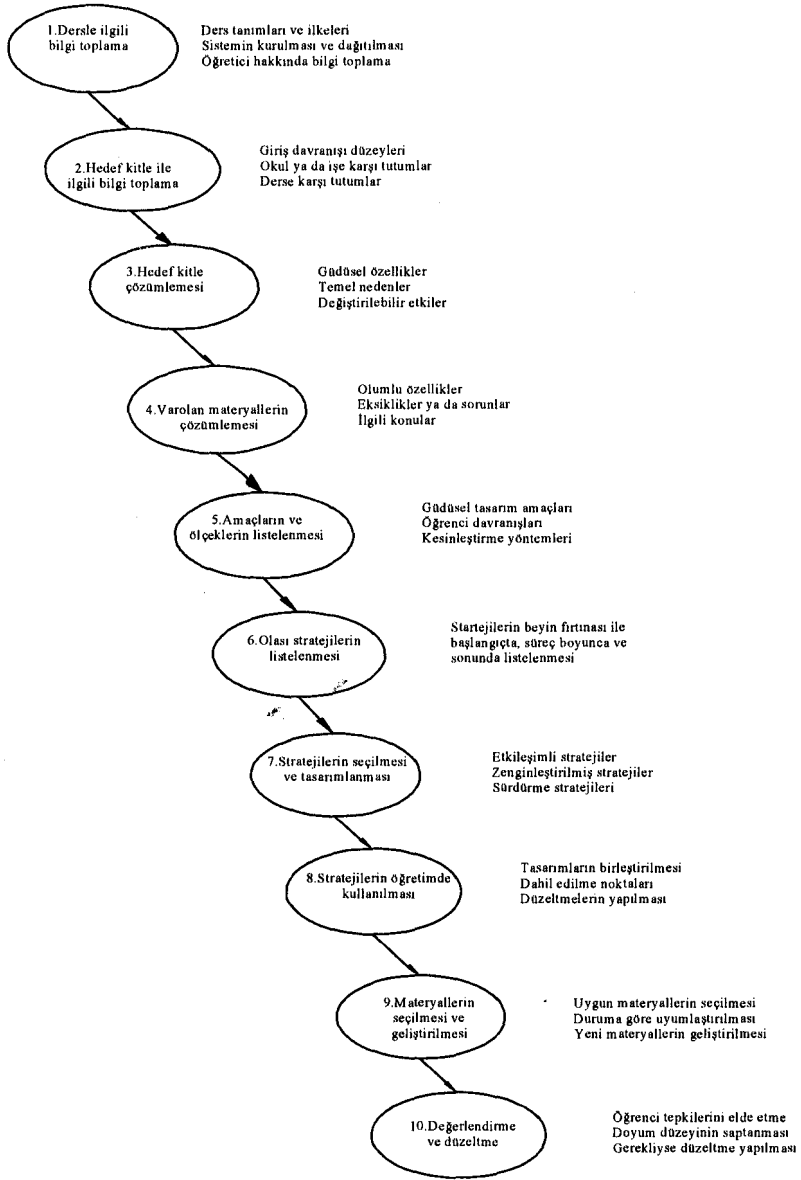 1.Dersle ilgili
bilgi toplama
Ders tanımları ve ilkeleri
Sistemin kurulması ve dağıtılması
Öğretici hakkında bilgi toplama
2.Hedef kitle ile
ilgili bilgi toplama
Giriş davranışı düzeyleri
Okul ya da işe karşı tutumlar
Derse karşı tutumlar
3.Hedef kitle
çözümlemesi
Güdüsel özellikler
Temel nedenler
Değiştirilebilir etkiler
4.Varolan materyallerin
çözümlemesi
Olumlu özellikler
Eksiklikler ya da sorunlar
İlgili konular
5.Amaçların ve
ölçeklerin listelenmesi
Güdüsel tasarım amaçları
Öğrenci davranışları
Kesinleştirme yöntemleri
6.Olası stratejilerin
listelenmesi
Startejilerin beyin fırtınası ile
başlangıçta, süreç boyunca ve
sonunda listelenmesi
7.Stratejilerin seçilmesi
ve tasarımlanması
Etkileşimli stratejiler
Zenginleştirilmiş stratejiler
Sürdürme stratejileri
8.Stratejilerin öğretimde
kullanılması
Tasarımların birleştirilmesi
Dahil edilme noktaları
Düzeltmelerin yapılması
9.Materyallerin
seçilmesi ve
geliştirilmesi
Uygun materyallerin seçilmesi
Duruma göre uyumlaştırılması
Yeni materyallerin geliştirilmesi
10.Değerlendirme
ve düzeltme
Öğrenci tepkilerini elde etme
Doyum düzeyinin saptanması
Gerekliyse düzeltme yapılması